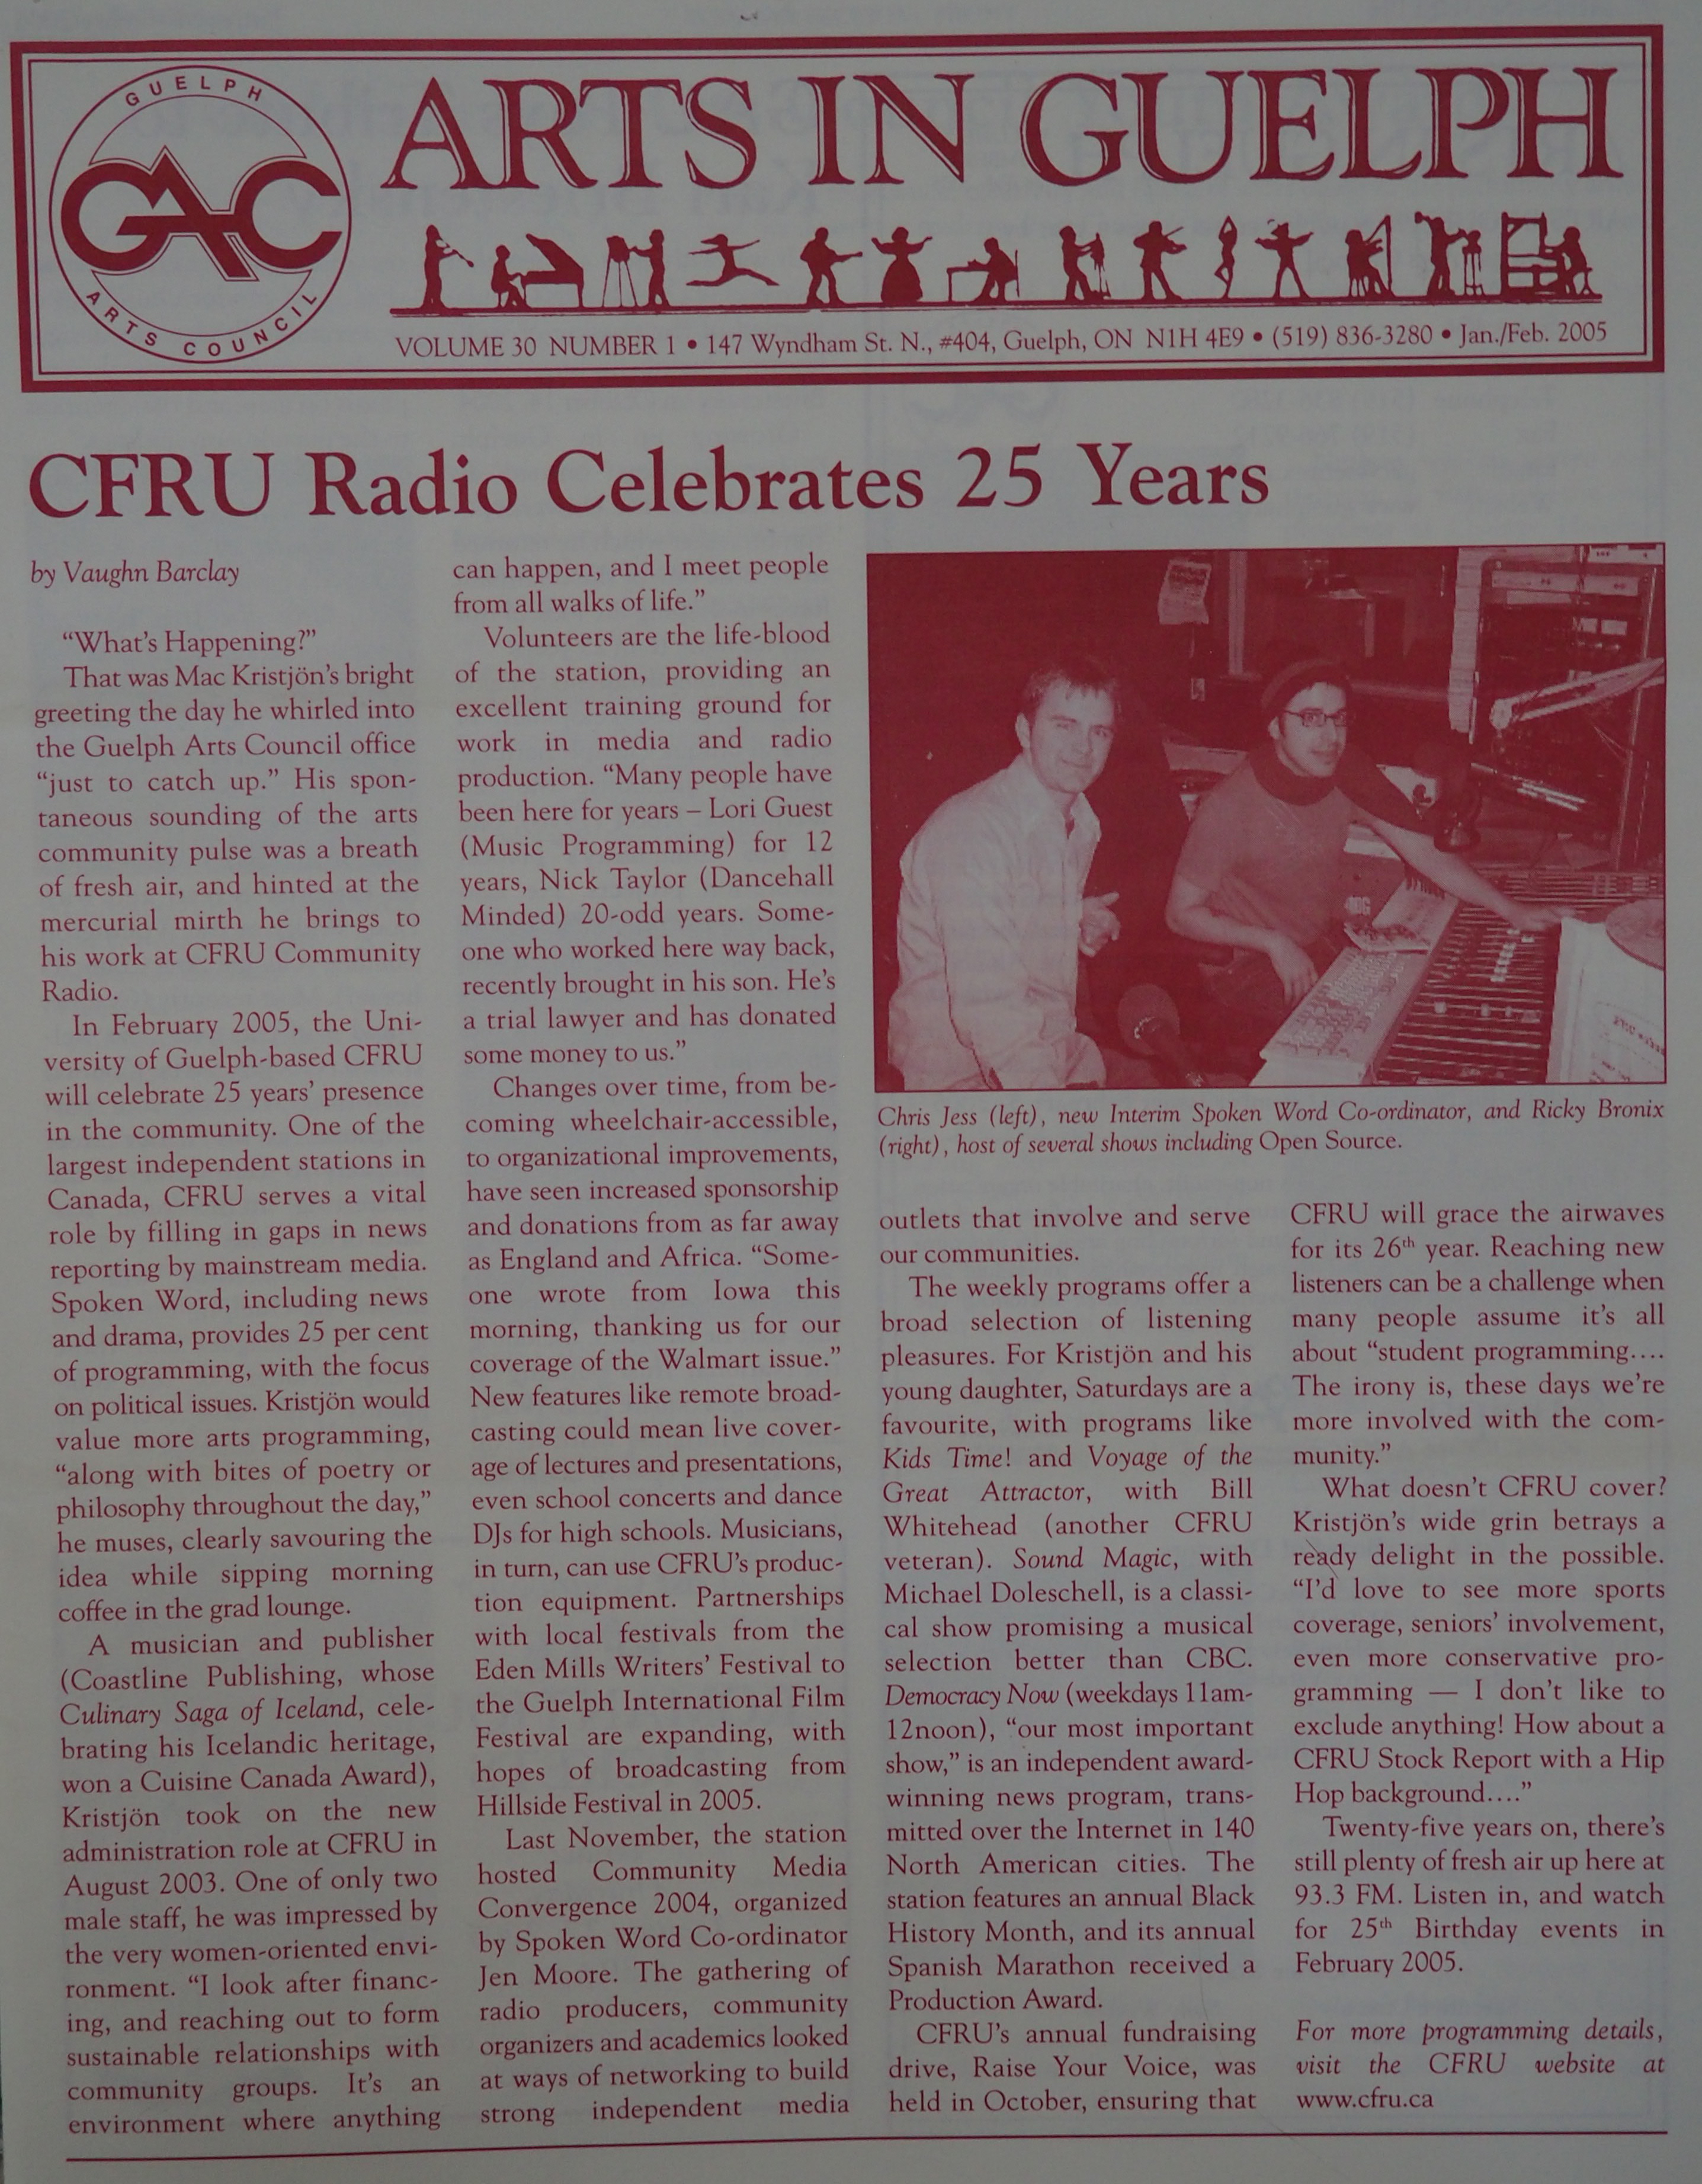 GUELPH
GAC
ARTS COUNCIL
ARTS IN GUELPH
VOLUME 30 NUMBER 1 • 147 Wyndham St. N., #404, Guelph, ON N1H 4E9 • (519) 836-3280 • Jan./Feb. 2005
CFRU Radio Celebrates 25 Years
by Vaughn Barclay
“What’s Happening?”
That was Mac Kristjön’s bright
greeting the day he whirled into
the Guelph Arts Council office
“just to catch up.” His spon-
taneous sounding of the arts
community pulse was a breath
of fresh air, and hinted at the
mercurial mirth he brings to
his work at CFRU Community
Radio.
In February 2005, the Uni-
versity of Guelph-based CFRU
will celebrate 25 years’ presence
in the community. One of the
largest independent stations in
Canada, CFRU serves a vital
role by filling in gaps in news
reporting by mainstream media.
Spoken Word, including news
and drama, provides 25 per cent
of programming, with the focus
on political issues. Kristjön would
value more arts programming,
“along with bites of poetry or
philosophy throughout the day,”
he muses, clearly savouring the
idea while sipping morning
coffee in the grad lounge.
A musician and publisher
(Coastline Publishing, whose
Culinary Saga of Iceland, cele-
brating his Icelandic heritage,
won a Cuisine Canada Award),
Kristjön took on the new
administration role at CFRU in
August 2003. One of only two
male staff, he was impressed by
the very women-oriented envi-
ronment. “I look after financ-
ing, and reaching out to form
sustainable relationships with
community groups. It’s an
environment where anything
can happen, and I meet people
from all walks of life.”
Volunteers are the life-blood
of the station, providing an
excellent training ground for
work in media and radio
production. “Many people have
been here for years – Lori Guest
(Music Programming) for 12
years, Nick Taylor (Dancehall
Minded) 20-odd years. Some-
one who worked here way back,
recently brought in his son. He’s
a trial lawyer and has donated
some money to us.”
Changes over time, from be-
coming wheelchair-accessible,
to organizational improvements,
have seen increased sponsorship
and donations from as far away
as England and Africa. “Some-
one wrote from Iowa this
morning, thanking us for our
coverage of the Walmart issue.”
New features like remote broad-
casting could mean live cover-
age of lectures and presentations,
even school concerts and dance
DJs for high schools. Musicians,
in turn, can use CFRU’s produc-
tion equipment. Partnerships
with local festivals from the
Eden Mills Writers’ Festival to
the Guelph International Film
Festival are expanding, with
hopes of broadcasting from
Hillside Festival in 2005.
Last November, the station
hosted Community Media
Convergence 2004, organized
by Spoken Word Co-ordinator
Jen Moore. The gathering of
radio producers, community
organizers and academics looked
at ways of networking to build
strong independent media
Chris Jess (left), new Interim Spoken Word Co-ordinator, and Ricky Bronix
(right), host of several shows including Open Source.
outlets that involve and serve
our communities.
The weekly programs offer a
broad selection of listening
pleasures. For Kristjön and his
young daughter, Saturdays are a
favourite, with programs like
Kids Time! and Voyage of the
Great Attractor, with Bill
Whitehead (another CFRU
veteran). Sound Magic, with
Michael Doleschell, is a classi-
cal show promising a musical
selection better than CBC.
Democracy Now (weekdays 11am-
12noon), “our most important
show,” is an independent award-
winning news program, trans-
mitted over the Internet in 140
North American cities. The
station features an annual Black
History Month, and its annual
Spanish Marathon received a
Production Award.
CFRU’s annual fundraising
drive, Raise Your Voice, was
held in October, ensuring that
CFRU will grace the airwaves
for its 26th year. Reaching new
listeners can be a challenge when
many people assume it’s all
about “student programming....
The irony is, these days we’re
more involved with the com-
munity.”
What doesn’t CFRU cover?
Kristjön’s wide grin betrays a
ready delight in the possible.
“I’d love to see more sports
coverage, seniors’ involvement,
even more conservative pro-
gramming — I don’t like to
exclude anything! How about a
CFRU Stock Report with a Hip
Hop background....”
Twenty-five years on, there’s
still plenty of fresh air up here at
93.3 FM. Listen in, and watch
for 25th Birthday events in
February 2005.
For more programming details,
visit the CFRU website at
www.cfru.ca